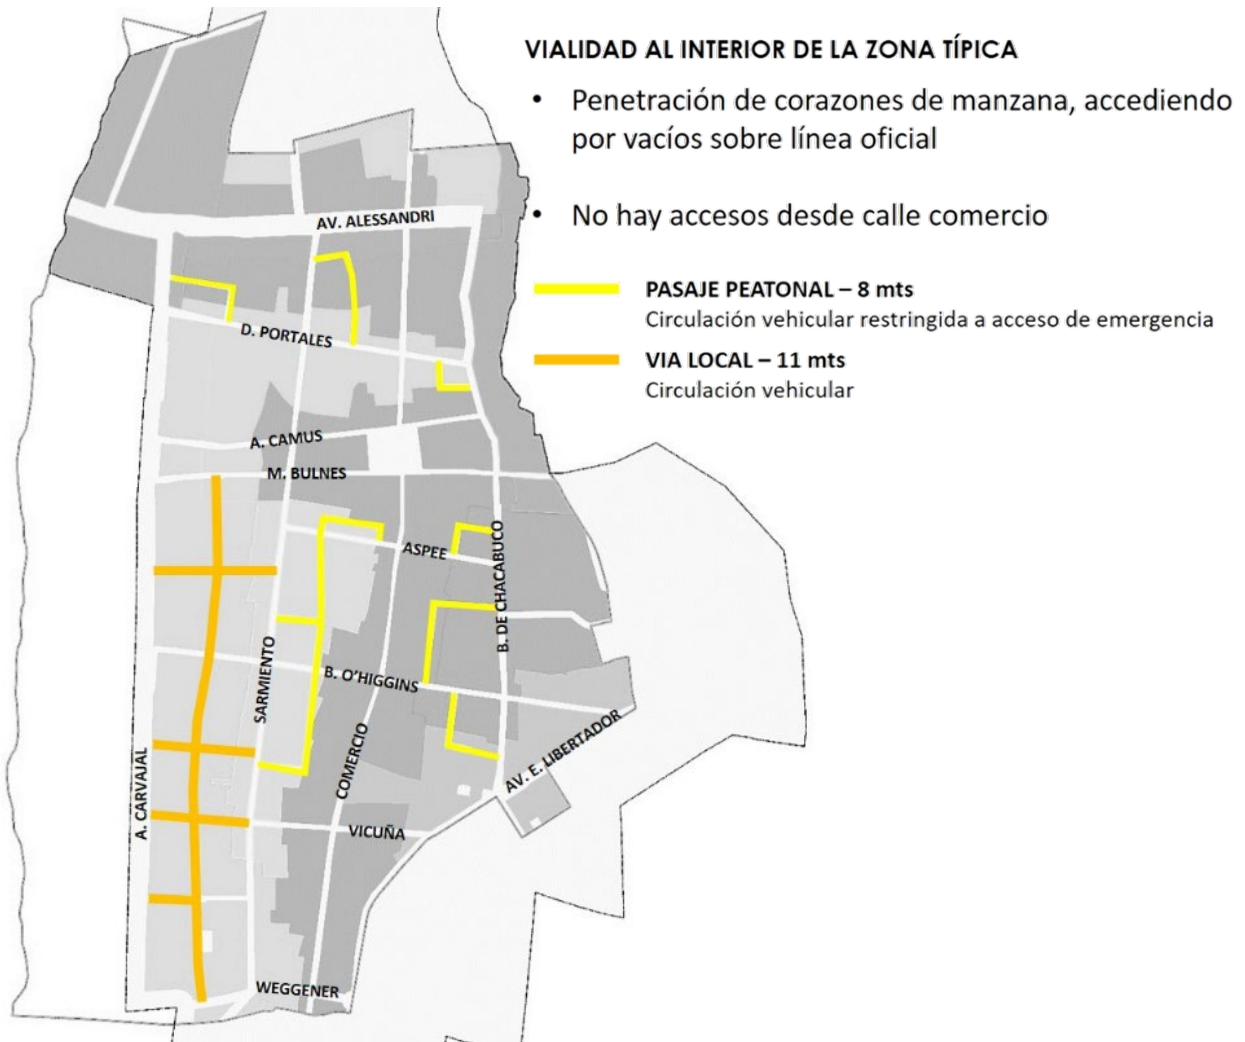 VIALIDAD AL INTERIOR DE LA ZONA TÍPICA
• Penetración de corazones de manzana, accediendo
por vacíos sobre línea oficial
• No hay accesos desde calle comercio
PASAJE PEATONAL – 8 mts
Circulación vehicular restringida a acceso de emergencia
VIA LOCAL – 11 mts
Circulación vehicular
AV. ALESSANDRI
D. PORTALES
A. CAMUS
M. BULNES
ASPEE
B. DE CHACABUCO
SARMIENTO
B. O'HIGGINS
COMERCIO
AV. E. LIBERTADOR
A. CARVAJAL
VICUÑA
WEGGENER